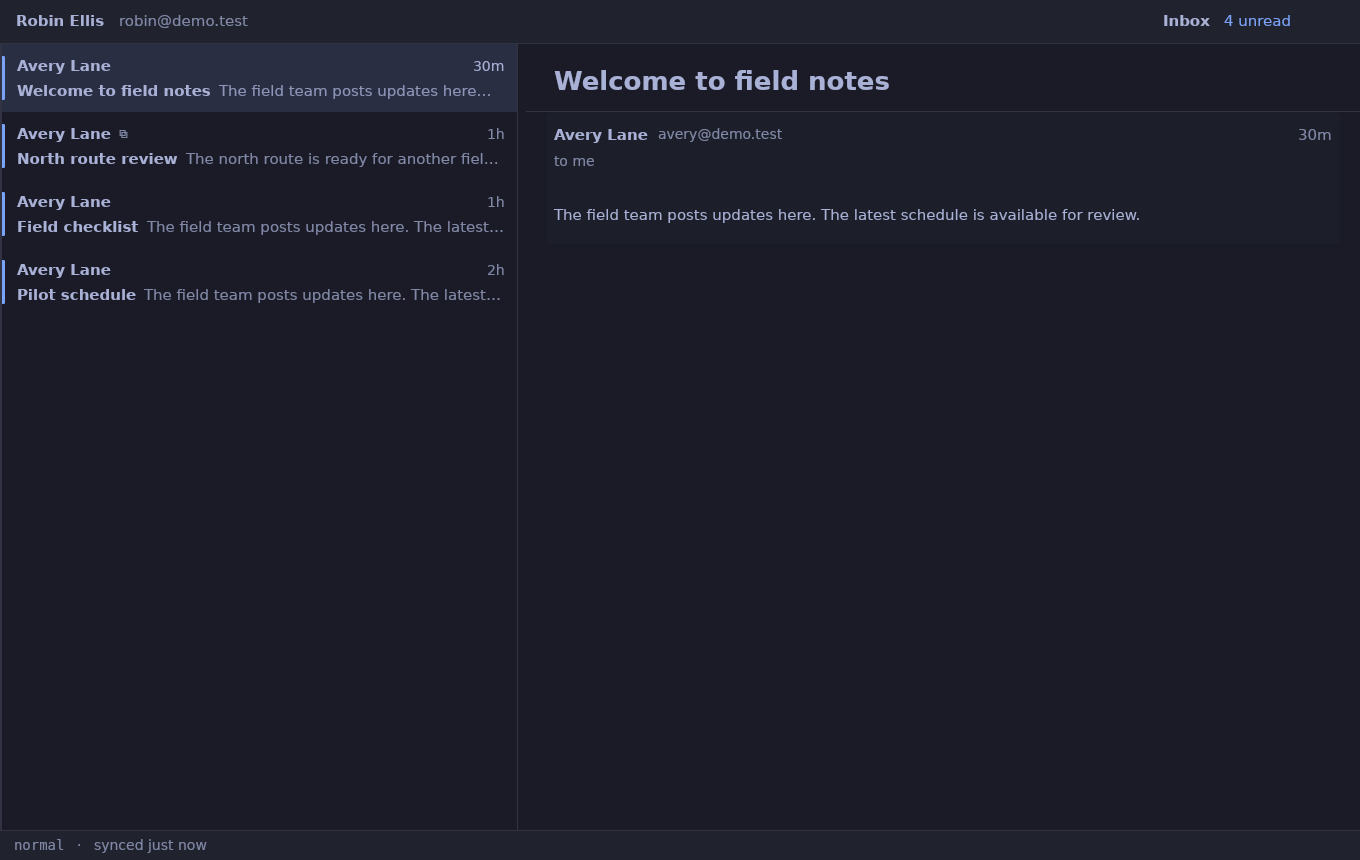 Robin Ellis robin@demo.test Inbox 4 unread
Avery Lane 30m
Welcome to field notes The field team posts updates here…
Avery Lane 1h
North route review The north route is ready for another fiel…
Avery Lane 1h
Field checklist The field team posts updates here. The latest…
Avery Lane 2h
Pilot schedule The field team posts updates here. The latest…
Welcome to field notes
Avery Lane avery@demo.test 30m
to me
The field team posts updates here. The latest schedule is available for review.
normal · synced just now